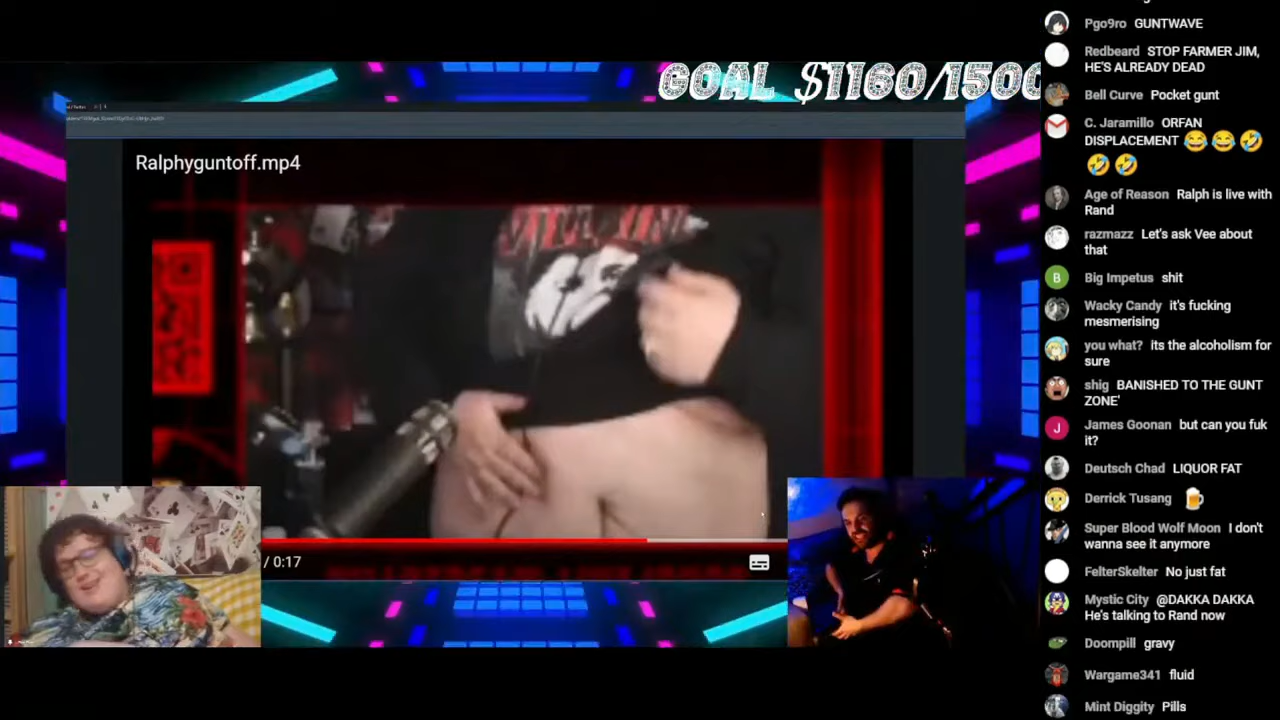 GOAL $1160/1500
Ralphyguntoff.mp4
/ 0:17
Pgo9ro GUNTWAVE
Redbeard STOP FARMER JIM,
HE'S ALREADY DEAD
Bell Curve Pocket gunt
C. Jaramillo ORFAN
DISPLACEMENT 😂😂🤣
🤣🤣
Age of Reason Ralph is live with
Rand
razmazz Let's ask Vee about
that
B
Big Impetus shit
Wacky Candy it's fucking
mesmerising
you what? its the alcoholism for
sure
shig BANISHED TO THE GUNT
ZONE'
J
James Goonan but can you fuk
it?
Deutsch Chad LIQUOR FAT
Derrick Tusang 🍺
Super Blood Wolf Moon I don't
wanna see it anymore
FelterSkelter No just fat
Mystic City @DAKKA DAKKA
He's talking to Rand now
Doompill gravy
Wargame341 fluid
Mint Diggity Pills